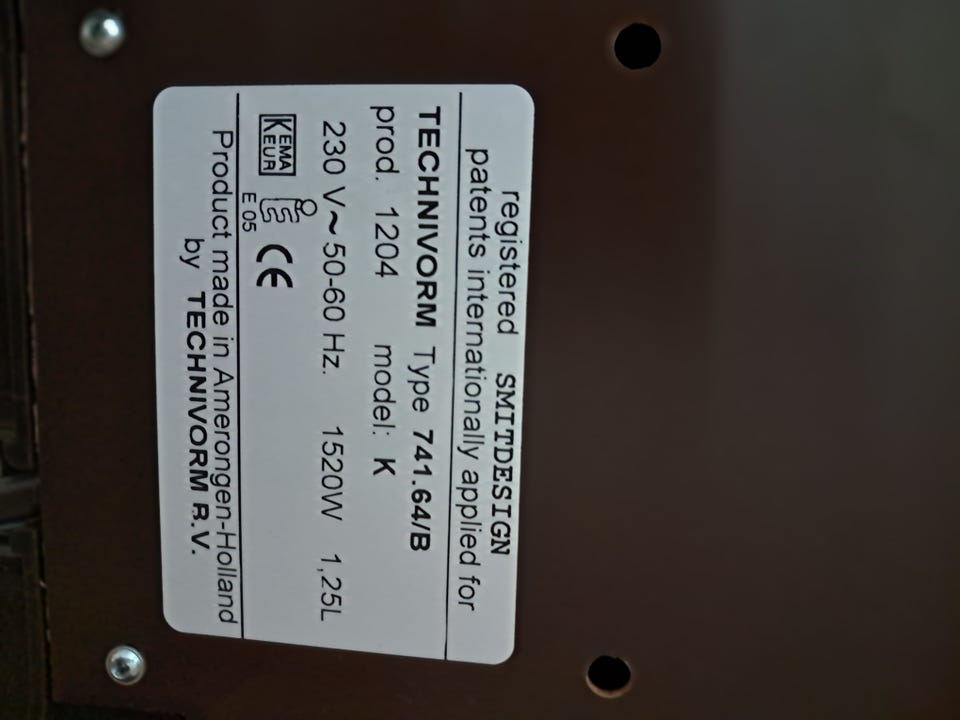 registered SMITDESIGN
patents internationally applied for
TECHNIVORM Type 741.64/B
prod. 1204 model: K
230 V~50-60 Hz. 1520W 1,25L
KEMA
KEUR
E 05
CE
Product made in Amerongen-Holland
by TECHNIVORM B.V.